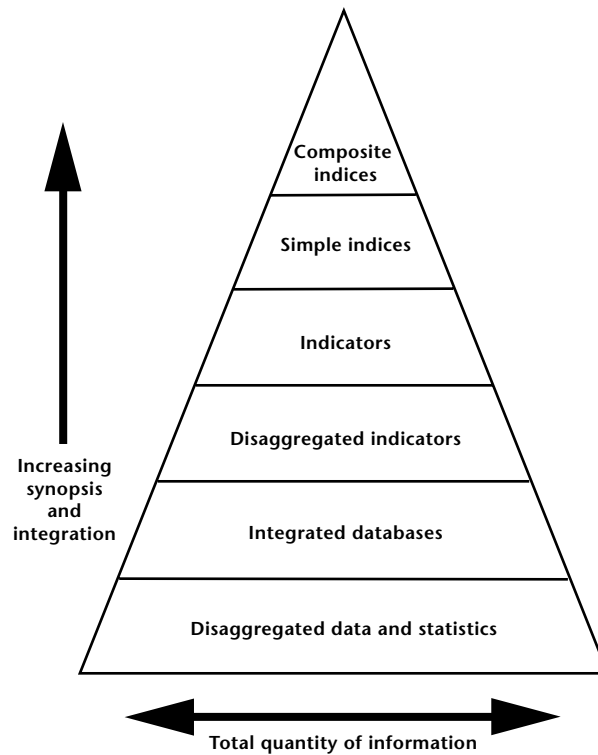 Composite
indices
Simple indices
Indicators
Disaggregated indicators
Increasing
synopsis
and
integration
Integrated databases
Disaggregated data and statistics
Total quantity of information